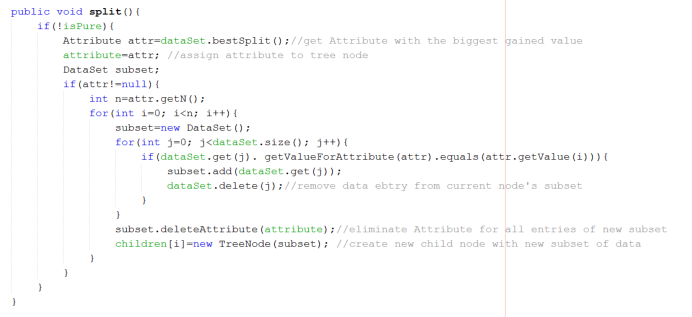 public void split(){
if(!isPure){
Attribute attr=dataSet.bestSplit();//get Attribute with the biggest gained value
attribute=attr; //assign attribute to tree node
DataSet subset;
if(attr!=null){
int n=attr.getN();
for(int i=0; i<n; i++){
subset=new DataSet();
for(int j=0; j<dataSet.size(); j++){
if(dataSet.get(j). getValueForAttribute(attr).equals(attr.getValue(i))){
subset.add(dataSet.get(j));
dataSet.delete(j);//remove data ebtry from current node's subset
}
}
subset.deleteAttribute(attribute);//eliminate Attribute for all entries of new subset
children[i]=new TreeNode(subset); //create new child node with new subset of data
}
}
}
}